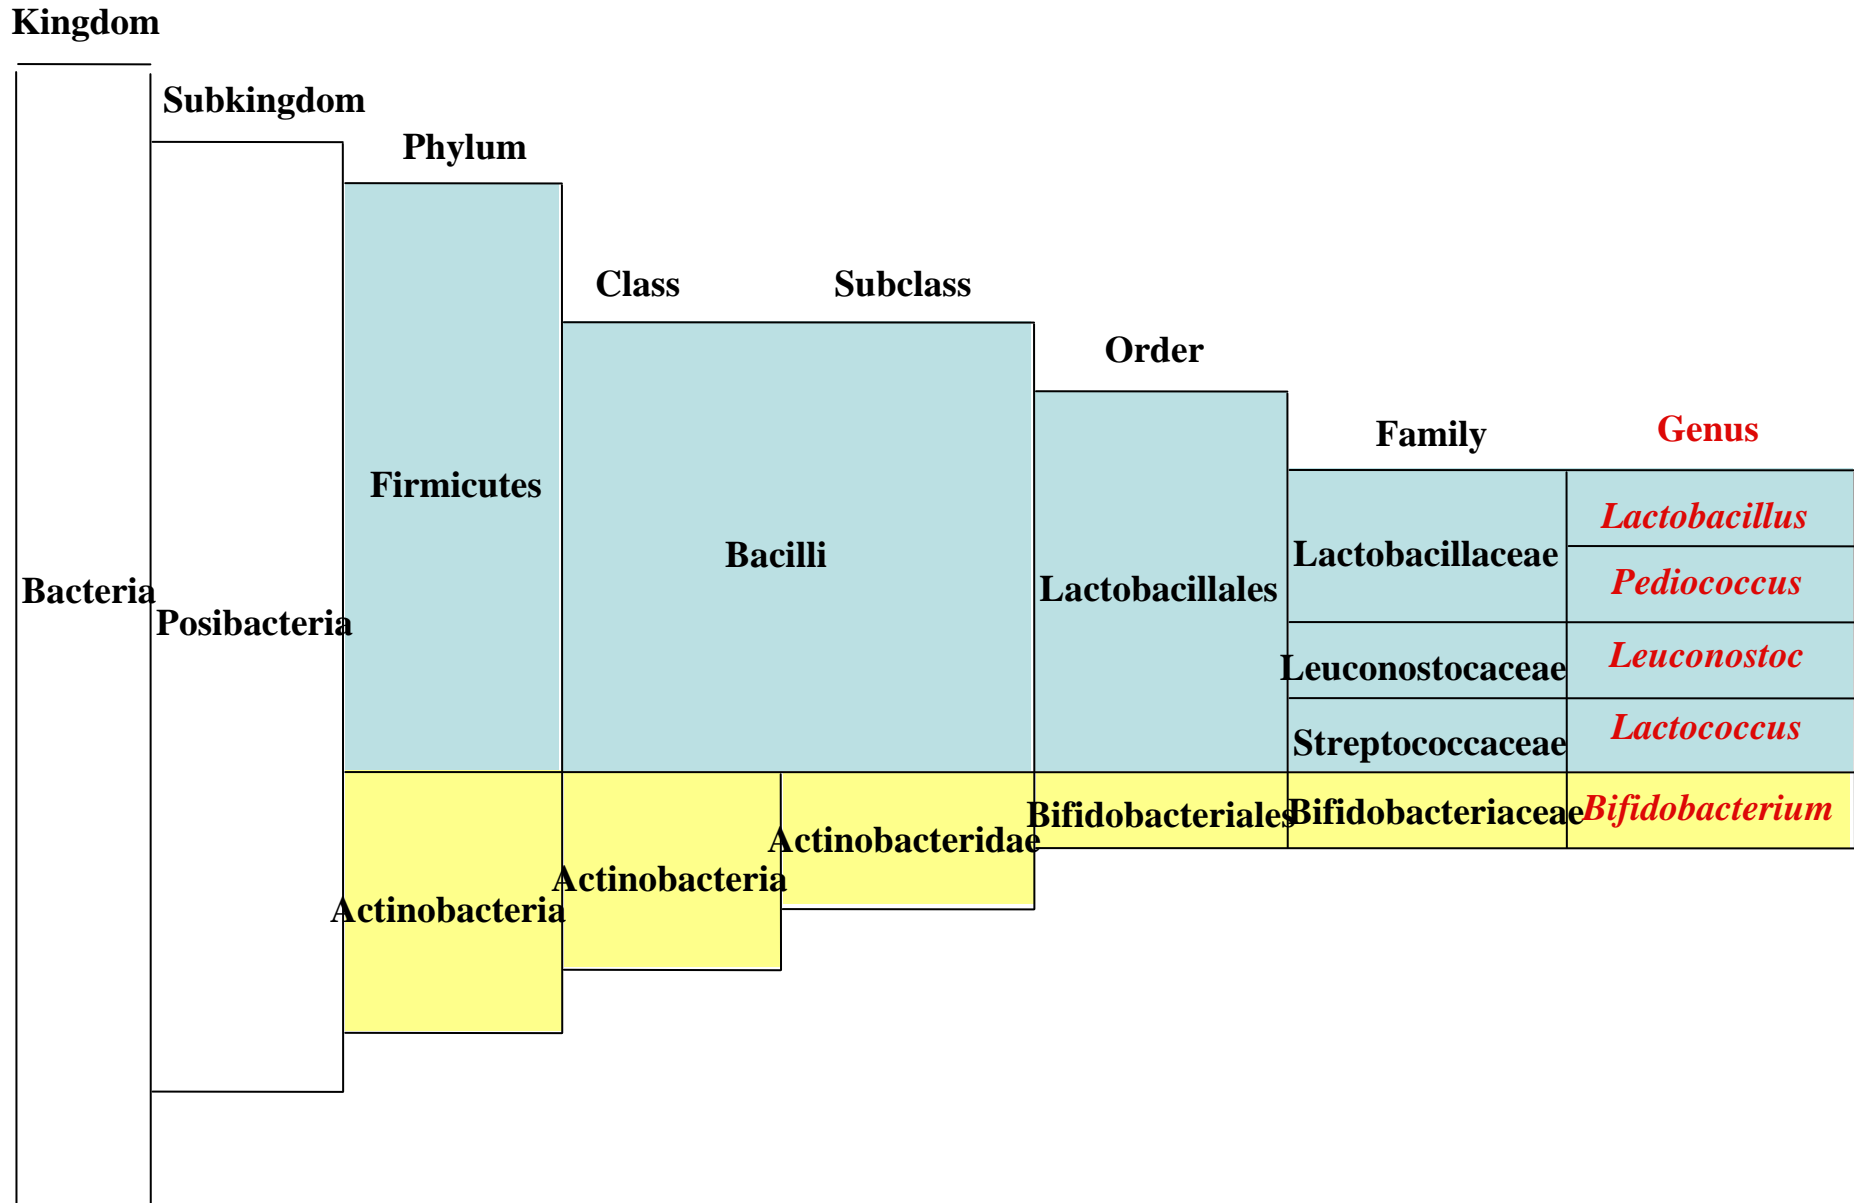 Kingdom
Subkingdom
Phylum
Class
Subclass
Order
Family
Genus
Bacteria
Posibacteria
Firmicutes
Bacilli
Lactobacillales
Lactobacillaceae
Lactobacillus
Pediococcus
Leuconostocaceae
Leuconostoc
Streptococcaceae
Lactococcus
Actinobacteria
Actinobacteria
Actinobacteridae
Bifidobacteriales
Bifidobacteriaceae
Bifidobacterium